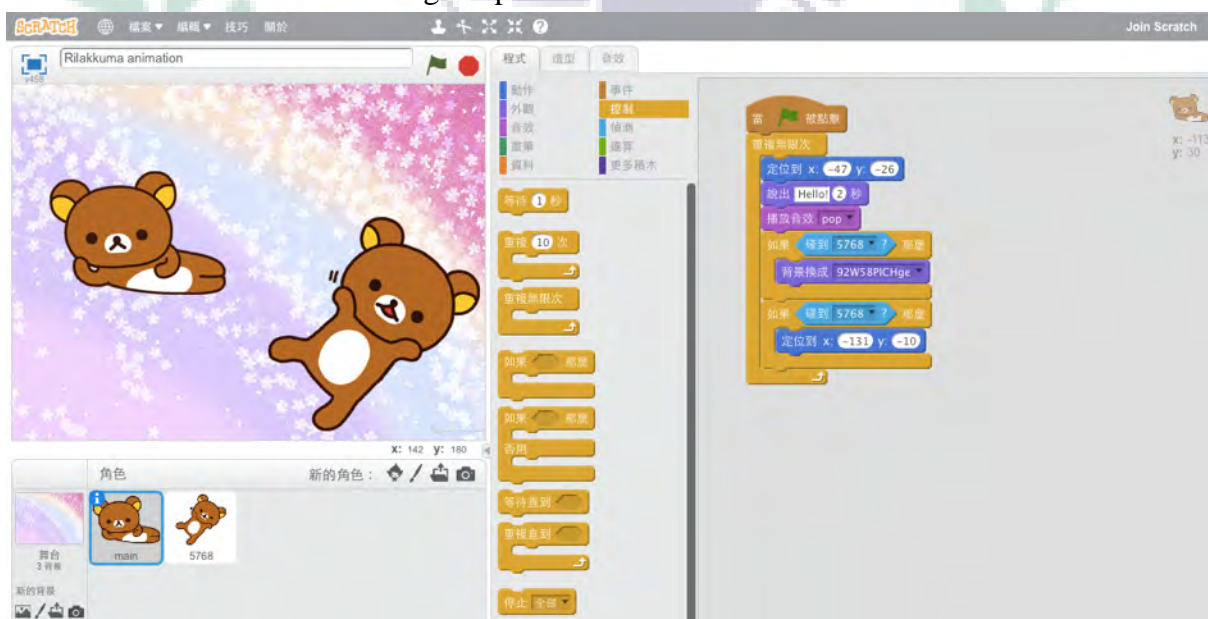 SCRATCH 檔案▼ 編輯▼ 技巧 關於 Join Scratch
Rilakkuma animation
v458
程式 造型 音效
動作 事件
外觀 控制
音效 偵測
畫筆 運算
資料 更多積木
等待 1 秒
重複 10 次
重複無限次
如果 那麼
如果 那麼
否則
等待直到
重複直到
停止 全部
當 被點擊
重複無限次
定位到 x: -47 y: -26
說出 Hello! 2 秒
播放音效 pop
如果 碰到 5768 ? 那麼
背景換成 92W58PICHge
如果 碰到 5768 ? 那麼
定位到 x: -131 y: -10
x: -113
y: 30
x: 142 y: 180
角色 新的角色：
舞台
3 背景
main
5768
新的背景